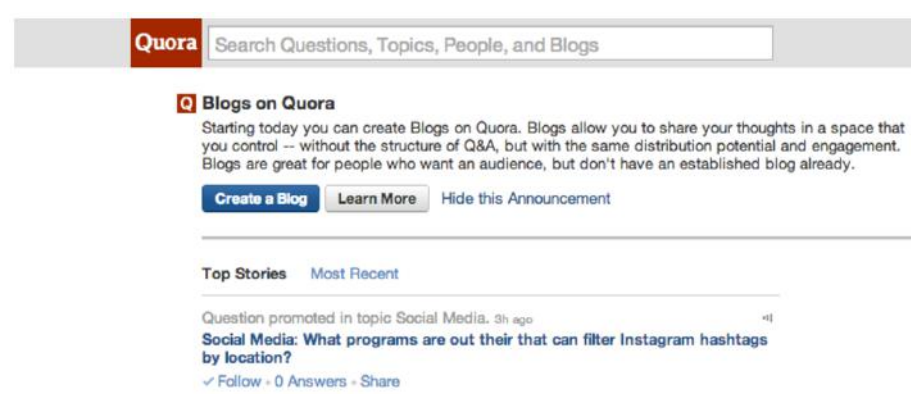 Quora Search Questions, Topics, People, and Blogs
Q Blogs on Quora
Starting today you can create Blogs on Quora. Blogs allow you to share your thoughts in a space that
you control -- without the structure of Q&A, but with the same distribution potential and engagement.
Blogs are great for people who want an audience, but don't have an established blog already.
Create a Blog Learn More Hide this Announcement
Top Stories Most Recent
Question promoted in topic Social Media. 3h ago
Social Media: What programs are out their that can filter Instagram hashtags
by location?
✓ Follow • 0 Answers • Share